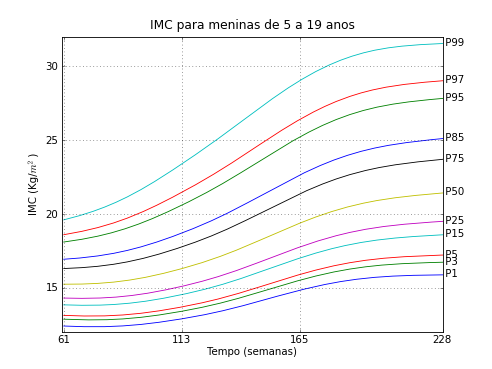 IMC para meninas de 5 a 19 anos
IMC (Kg/m²)
30
25
20
15
P99
P97
P95
P85
P75
P50
P25
P15
P5
P3
P1
61 113 165 228
Tempo (semanas)